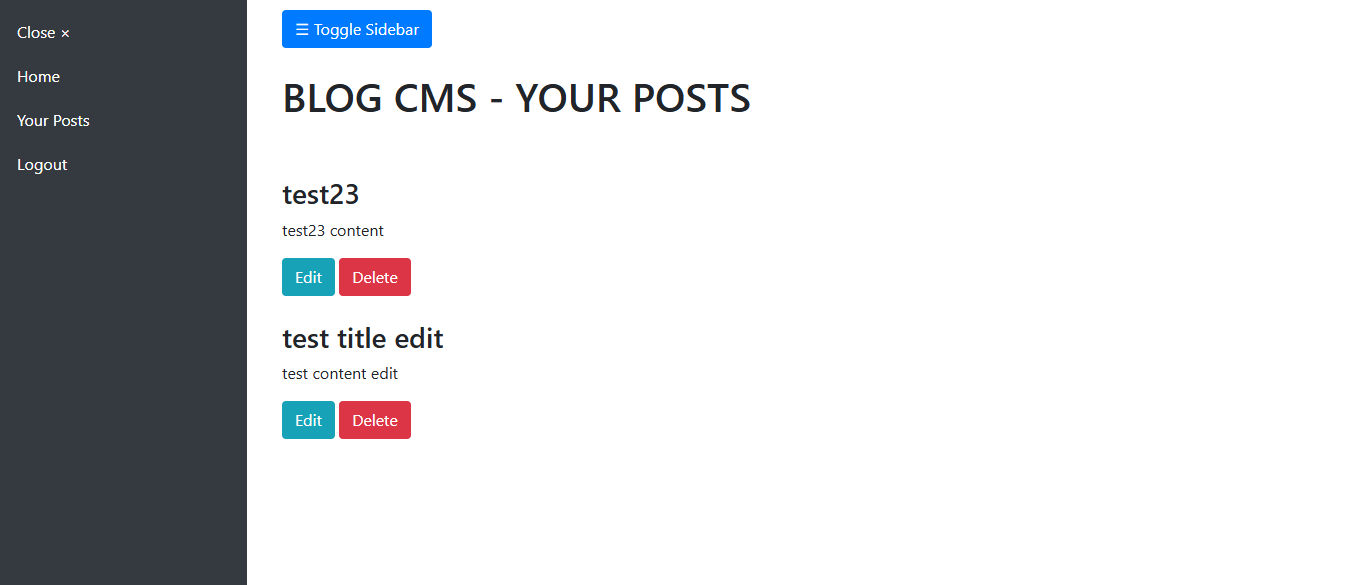 Close ×
Home
Your Posts
Logout
☰ Toggle Sidebar
BLOG CMS - YOUR POSTS
test23
test23 content
Edit Delete
test title edit
test content edit
Edit Delete